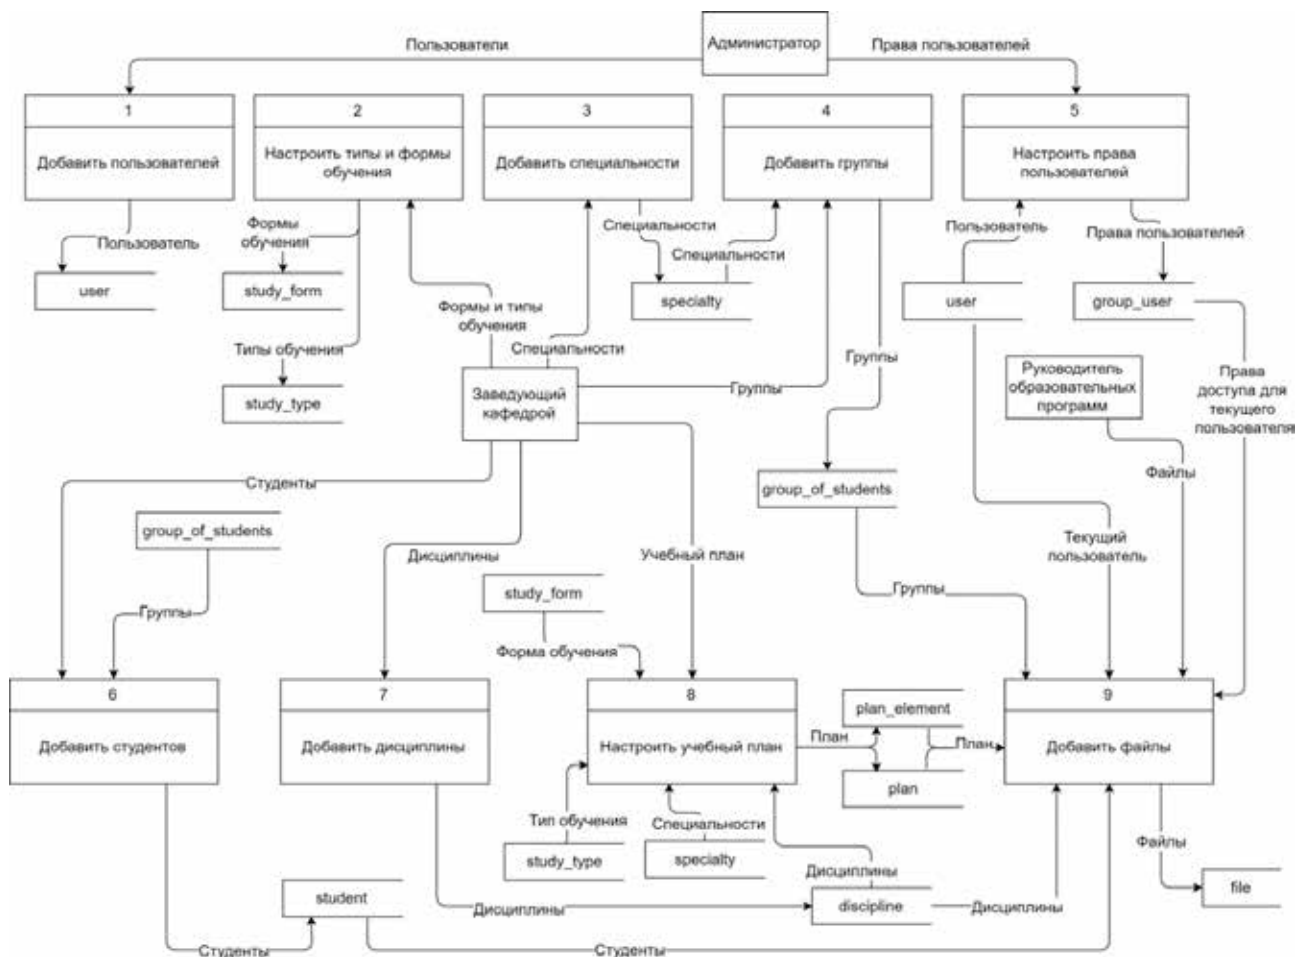 Администратор
Пользователи
Права пользователей
1
Добавить пользователей
2
Настроить типы и формы
обучения
3
Добавить специальности
4
Добавить группы
5
Настроить права
пользователей
Формы
обучения
Пользователь
user
study_form
Типы обучения
study_type
Формы и типы
обучения
Специальности
Специальности
Специальности
specialty
Пользователь
Права пользователей
user
group_user
Заведующий
кафедрой
Группы
Группы
Руководитель
образовательных
программ
Права
доступа для
текущего
пользователя
Файлы
Студенты
group_of_students
group_of_students
Дисциплины
Учебный план
Текущий
пользователь
study_form
Группы
Группы
Форма обучения
6
Добавить студентов
7
Добавить дисциплины
8
Настроить учебный план
План
plan_element
plan
План
9
Добавить файлы
Тип обучения
study_type
Специальности
specialty
Дисциплины
Файлы
student
Дисциплины
discipline
Дисциплины
file
Студенты
Студенты